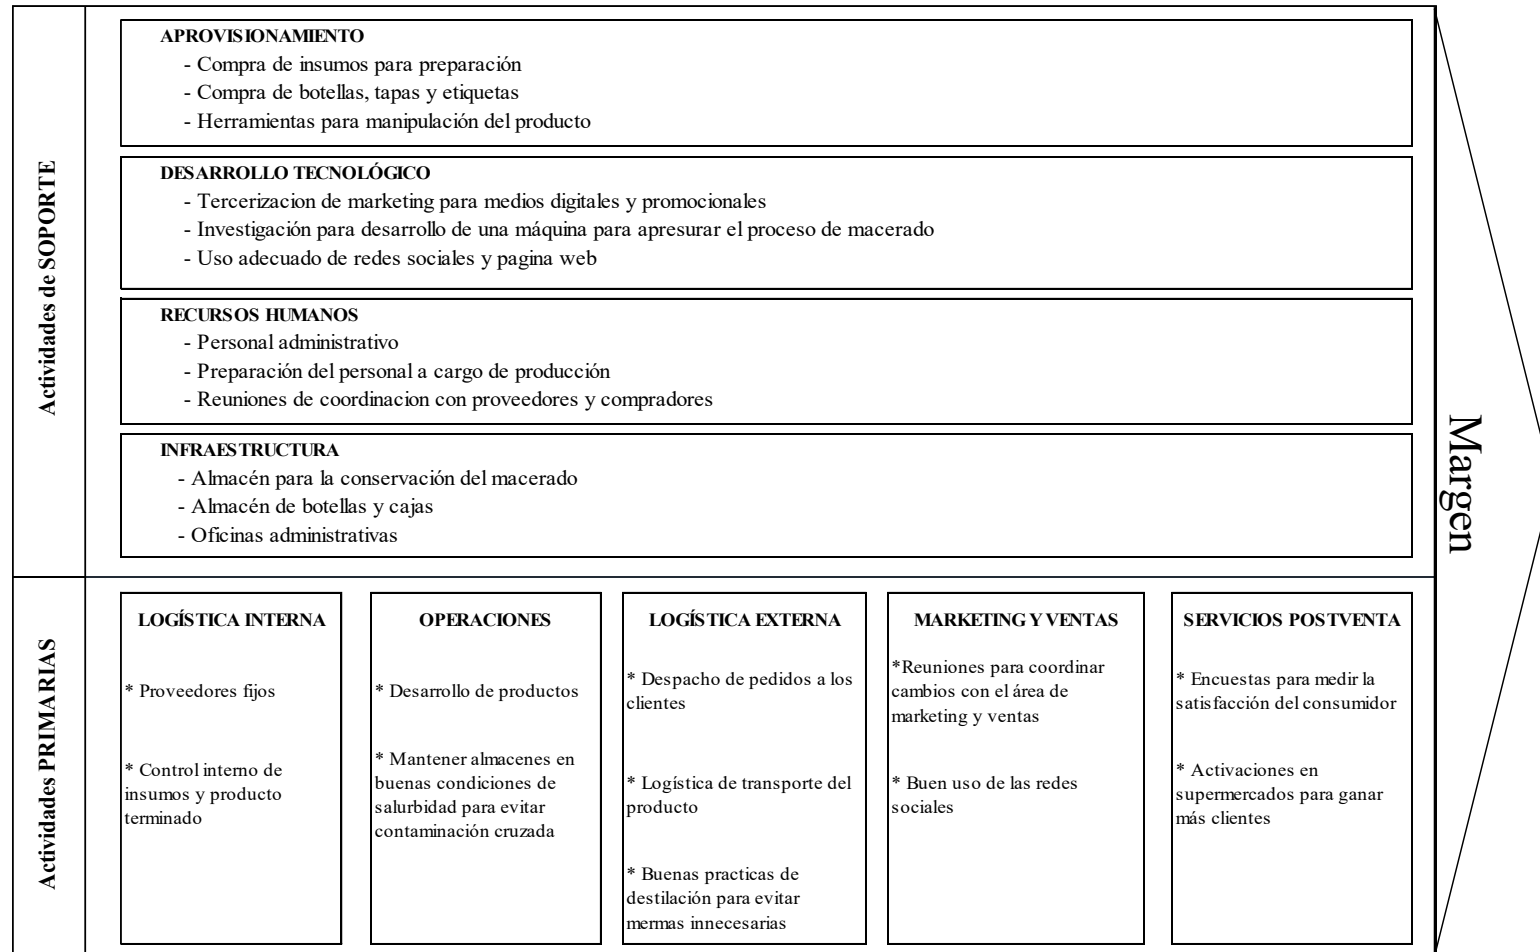 Actividades de SOPORTE
APROVISIONAMIENTO
- Compra de insumos para preparación
- Compra de botellas, tapas y etiquetas
- Herramientas para manipulación del producto
DESARROLLO TECNOLÓGICO
- Tercerizacion de marketing para medios digitales y promocionales
- Investigación para desarrollo de una máquina para apresurar el proceso de macerado
- Uso adecuado de redes sociales y pagina web
RECURSOS HUMANOS
- Personal administrativo
- Preparación del personal a cargo de producción
- Reuniones de coordinacion con proveedores y compradores
INFRAESTRUCTURA
- Almacén para la conservación del macerado
- Almacén de botellas y cajas
- Oficinas administrativas
Margen
Actividades PRIMARIAS
LOGÍSTICA INTERNA
* Proveedores fijos
* Control interno de
insumos y producto
terminado
OPERACIONES
* Desarrollo de productos
* Mantener almacenes en
buenas condiciones de
salurbidad para evitar
contaminación cruzada
LOGÍSTICA EXTERNA
* Despacho de pedidos a los
clientes
* Logística de transporte del
producto
* Buenas practicas de
destilación para evitar
mermas innecesarias
MARKETING Y VENTAS
*Reuniones para coordinar
cambios con el área de
marketing y ventas
* Buen uso de las redes
sociales
SERVICIOS POSTVENTA
* Encuestas para medir la
satisfacción del consumidor
* Activaciones en
supermercados para ganar
más clientes